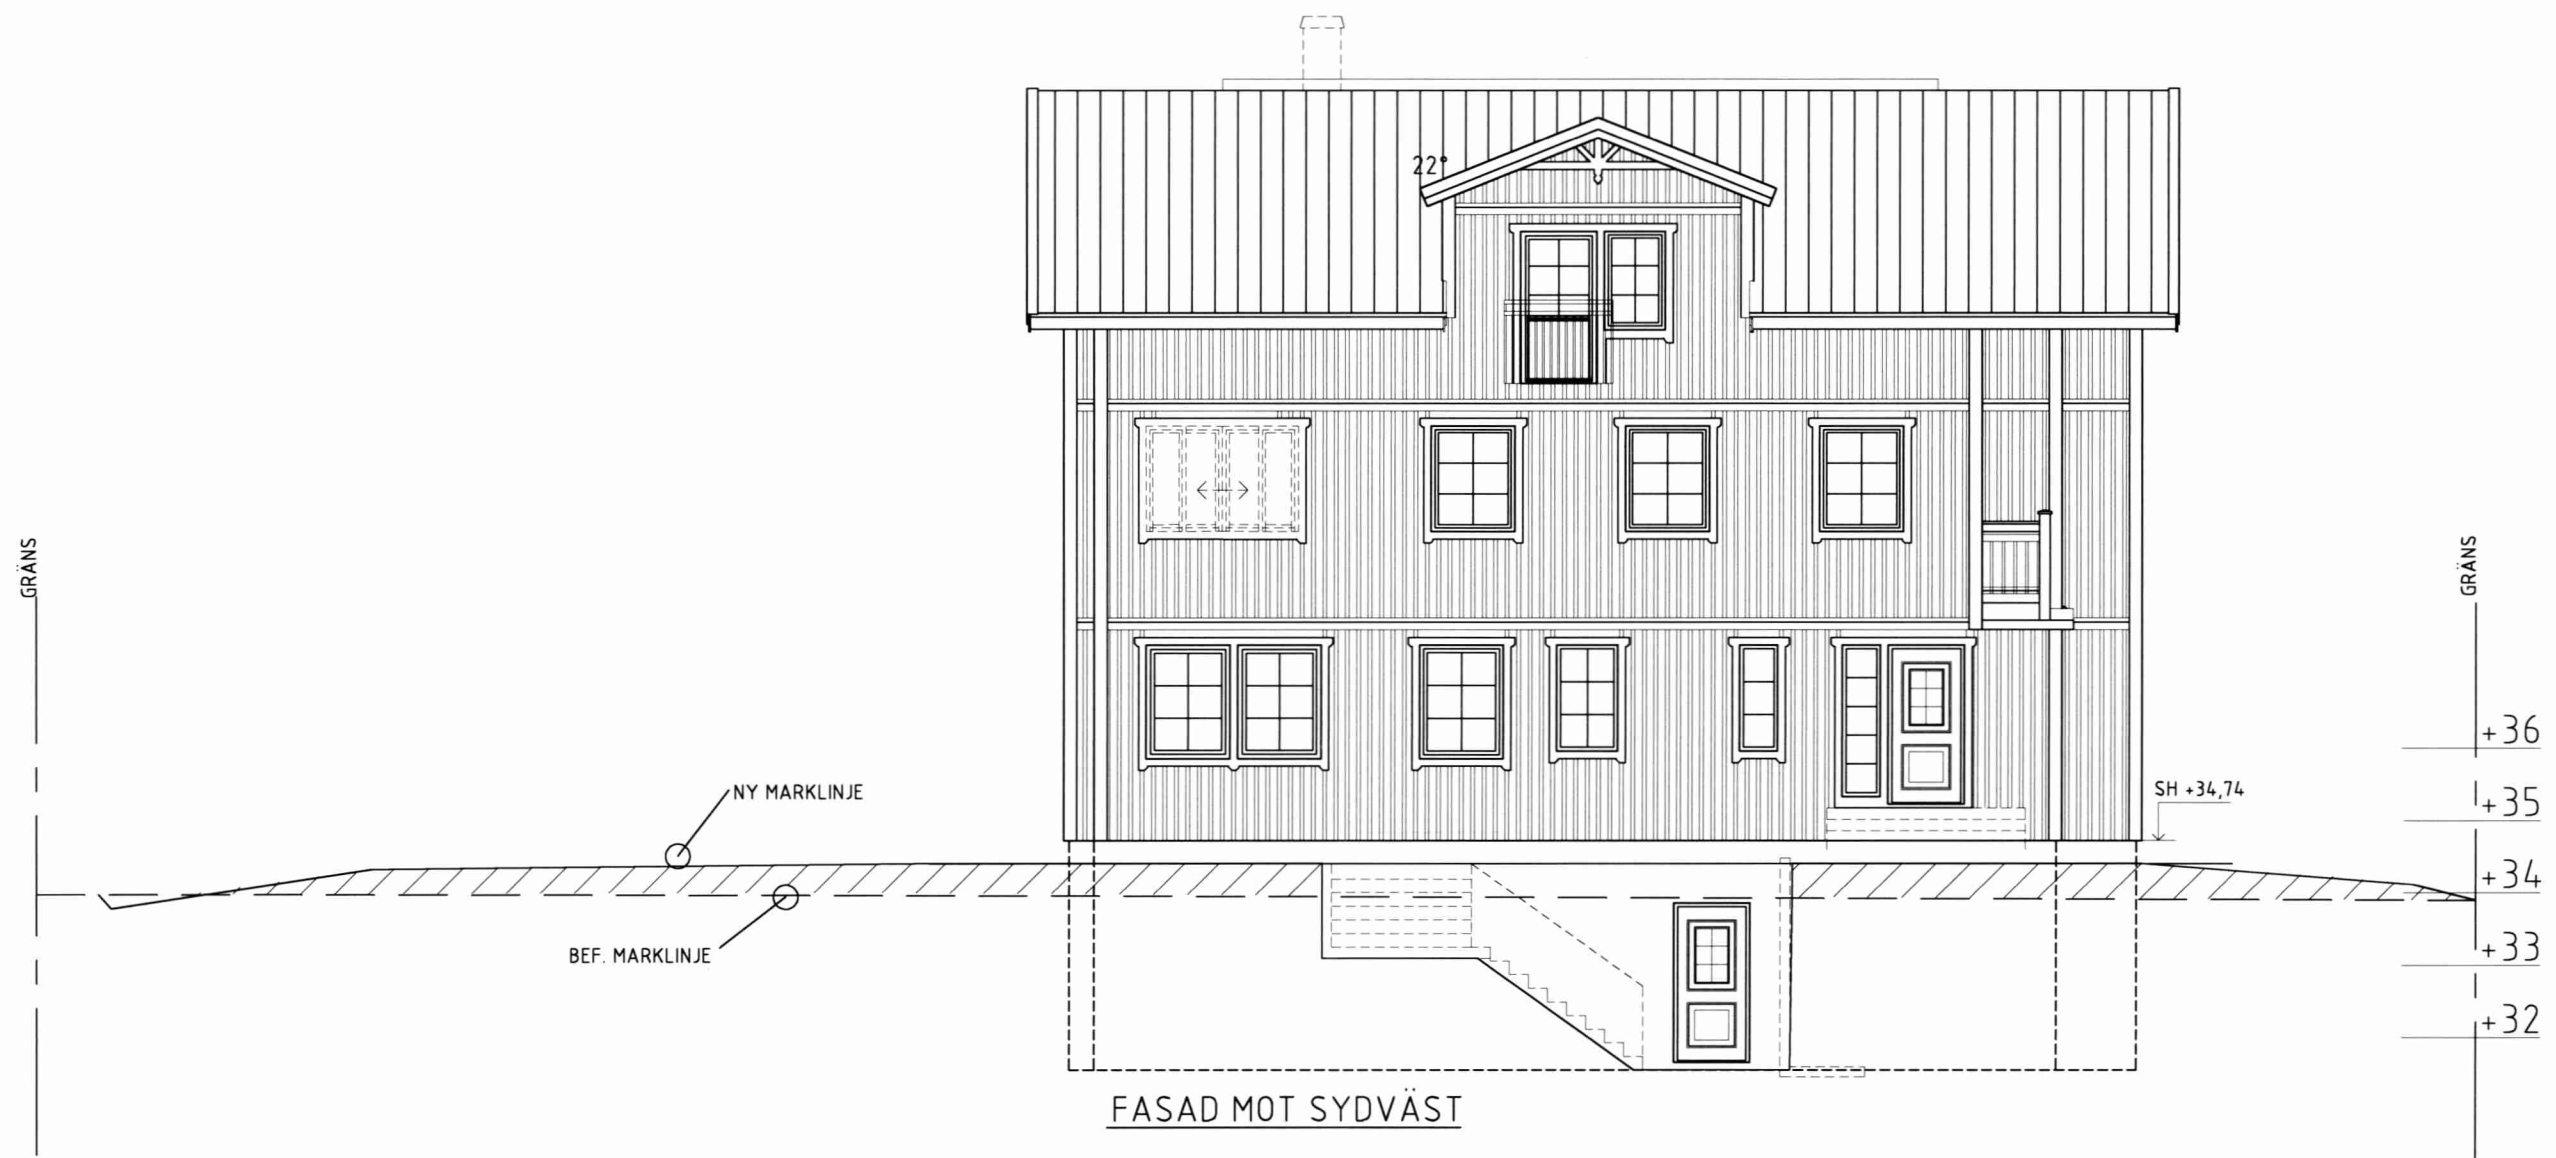 22°
GRÄNS
GRÄNS
+36
NY MARKLINJE
SH +34,74
+35
+34
BEF. MARKLINJE
+33
+32
FASAD MOT SYDVÄST